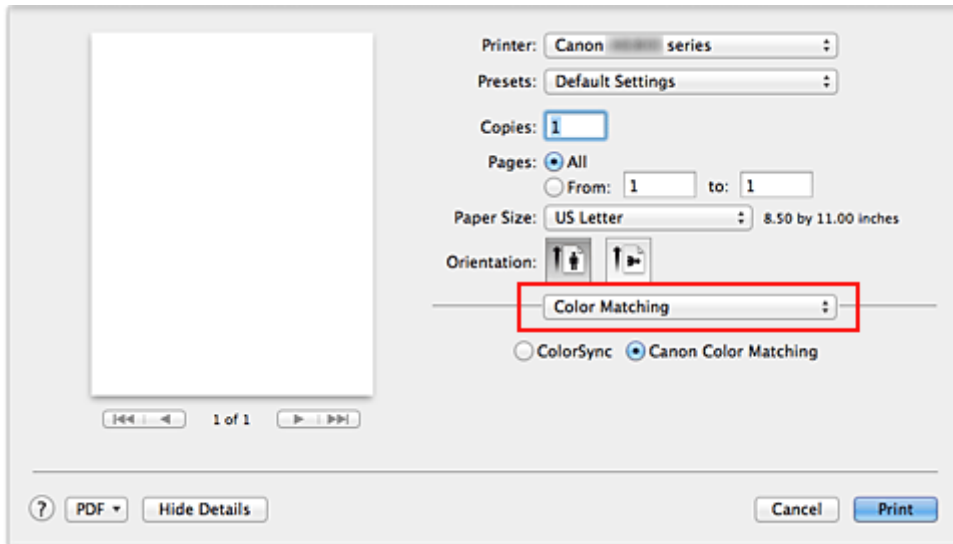 Printer: Canon series
Presets: Default Settings
Copies: 1
Pages: All
From: 1 to: 1
Paper Size: US Letter 8.50 by 11.00 inches
Orientation:
Color Matching
ColorSync Canon Color Matching
1 of 1
? PDF Hide Details Cancel Print